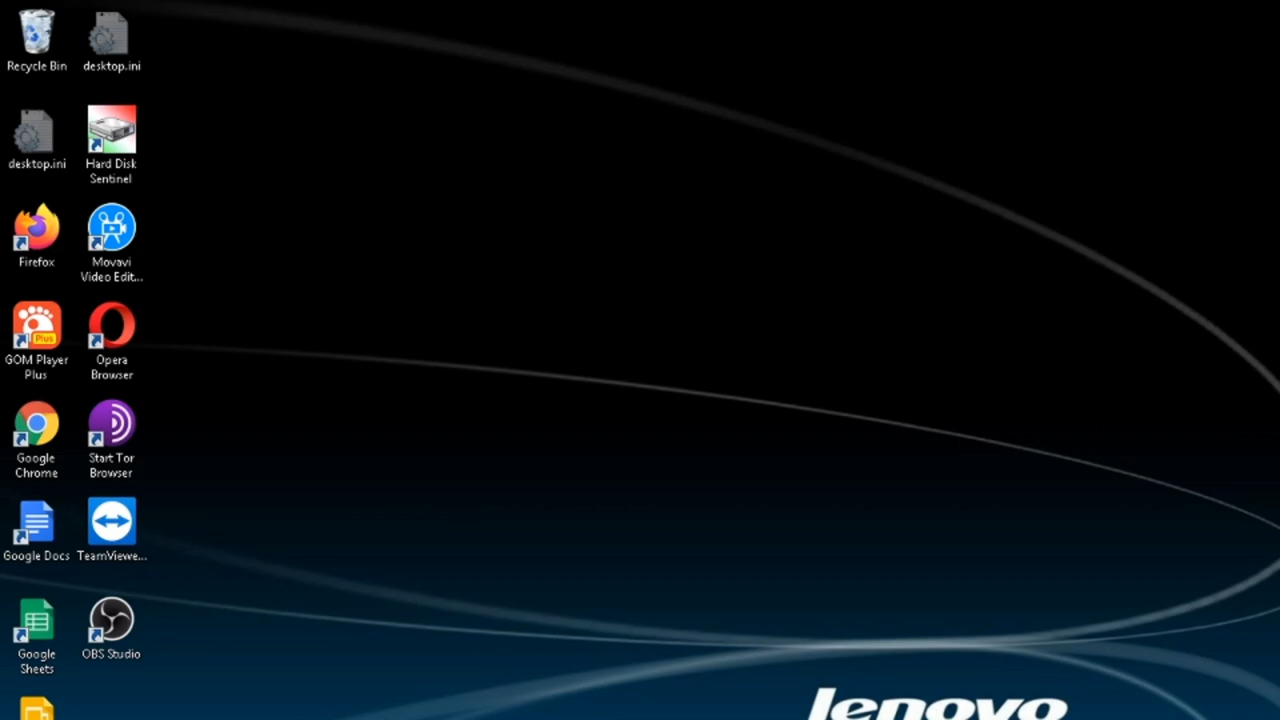 Recycle Bin
desktop.ini
desktop.ini
Hard Disk
Sentinel
Firefox
Movavi
Video Edit...
GOM Player
Plus
Plus
Opera
Browser
Google
Chrome
Start Tor
Browser
Google Docs
TeamViewe...
Google
Sheets
OBS Studio
lenovo